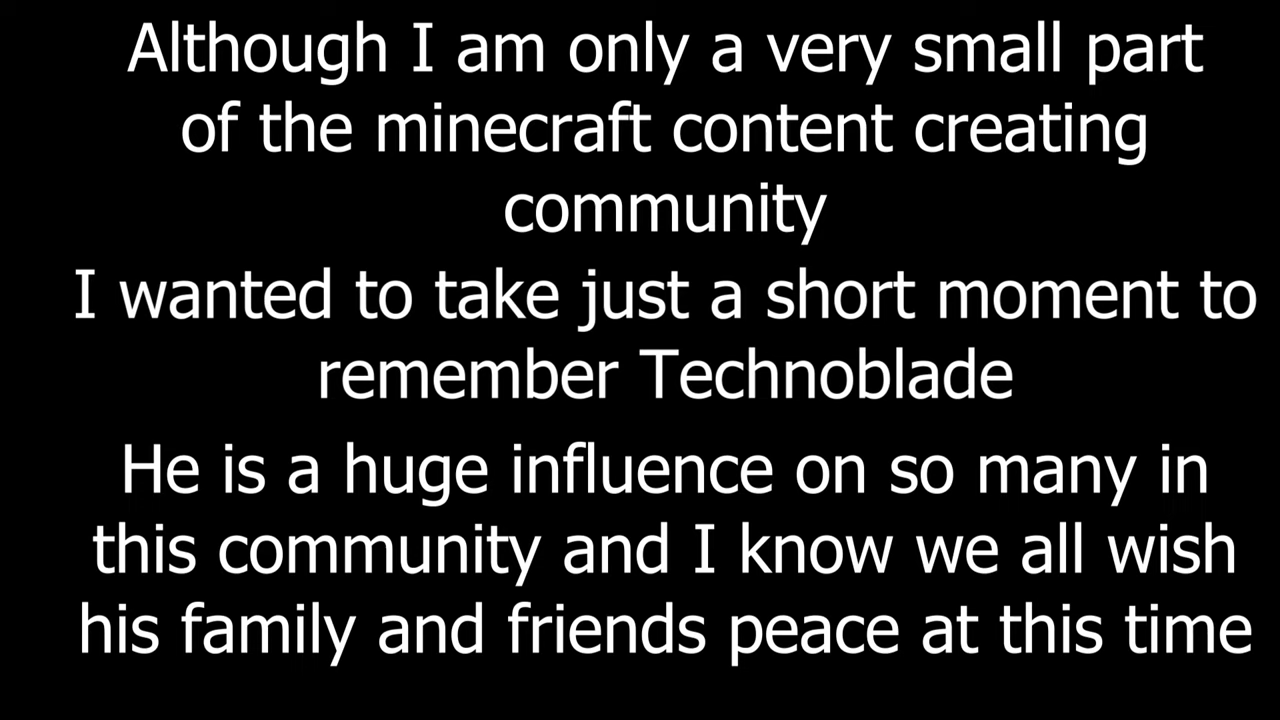 Although I am only a very small part
of the minecraft content creating
community
I wanted to take just a short moment to
remember Technoblade
He is a huge influence on so many in
this community and I know we all wish
his family and friends peace at this time